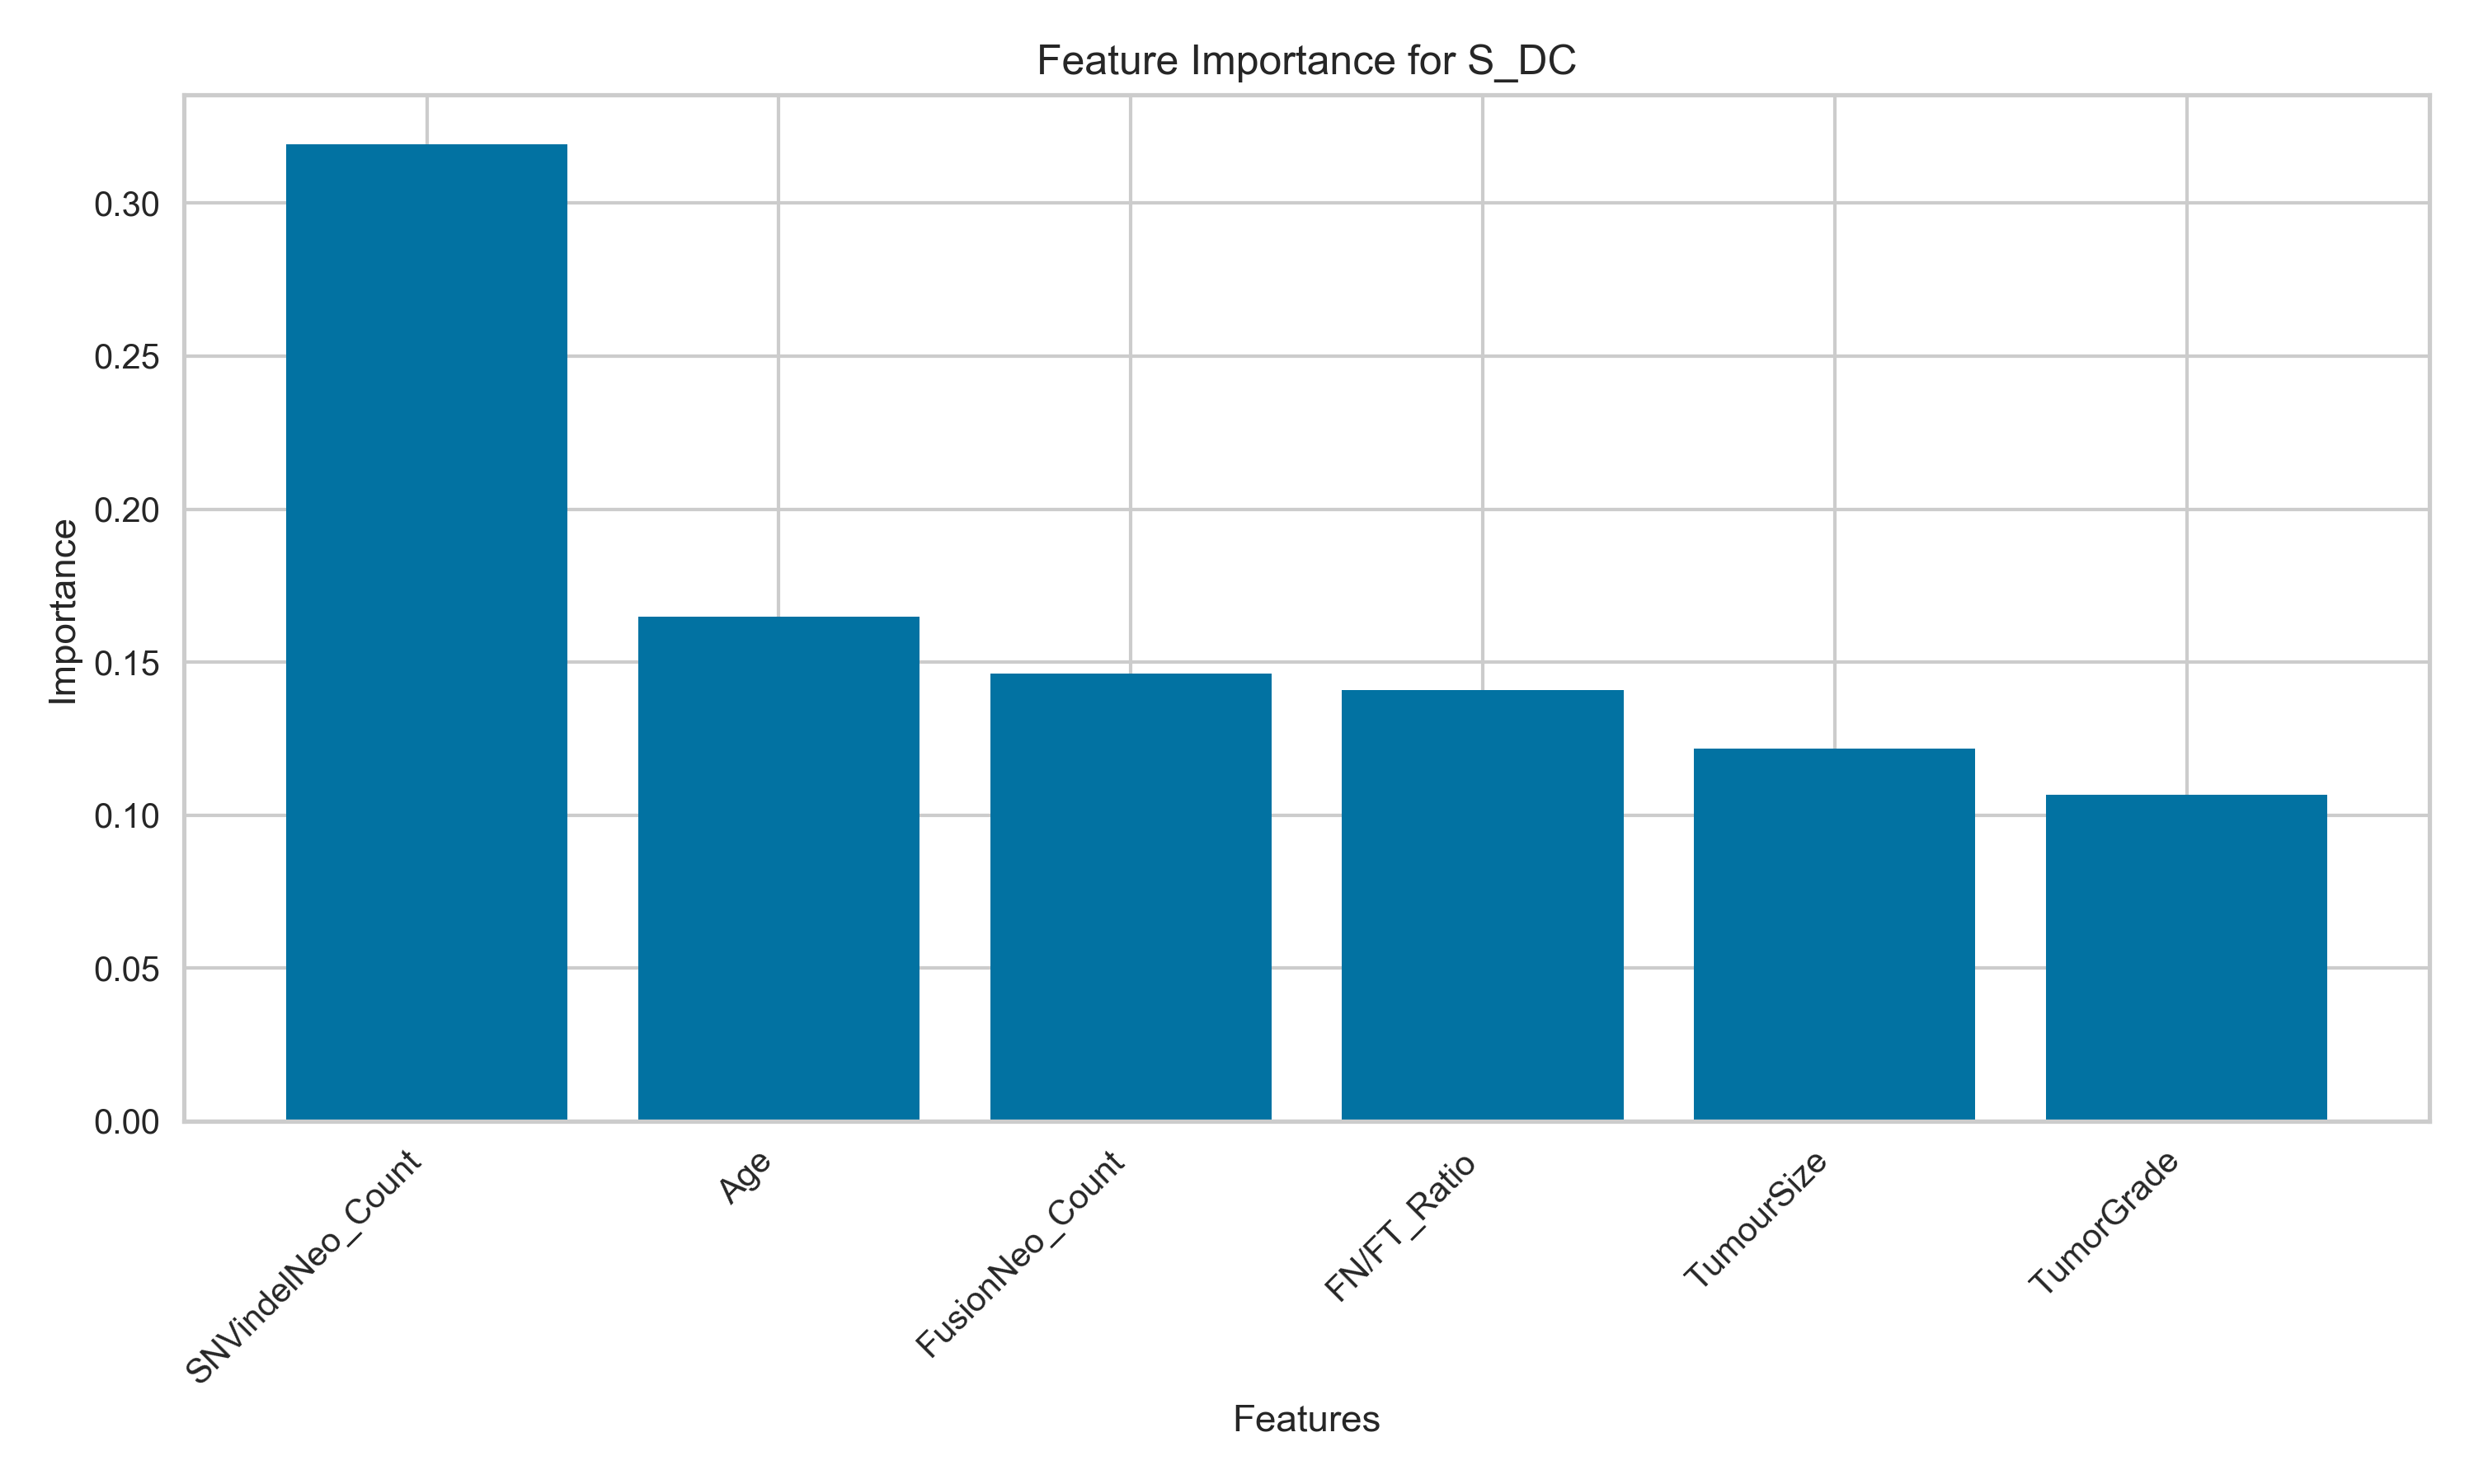 Feature Importance for S_DC
Importance
0.30
0.25
0.20
0.15
0.10
0.05
0.00
SNVindelNeo_Count
Age
FusionNeo_Count
FN/FT_Ratio
TumourSize
TumorGrade
Features